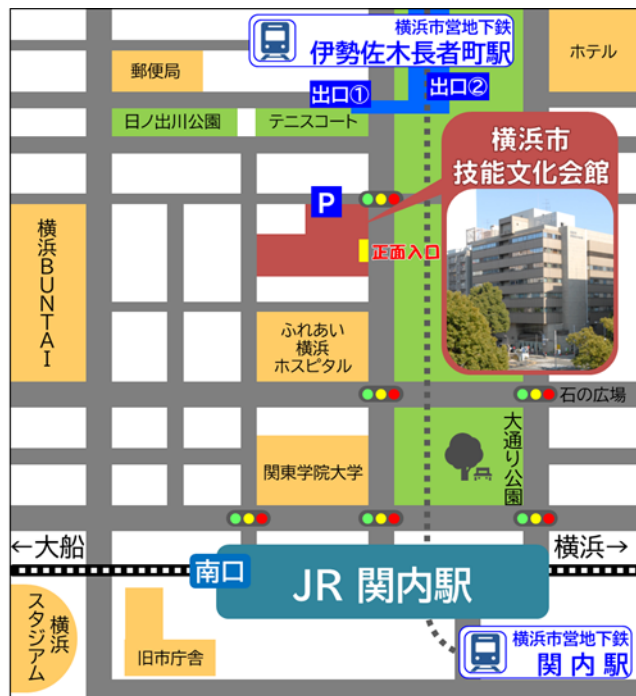 横浜市営地下鉄
伊勢佐木長者町駅
ホテル
郵便局
出口①
出口②
日ノ出川公園
テニスコート
横浜市
技能文化会館
P
正面入口
横浜BUNTAI
ふれあい
横浜
ホスピタル
石の広場
大通り公園
関東学院大学
←大船
横浜→
南口
JR 関内駅
横浜
スタジアム
旧市庁舎
横浜市営地下鉄
関内駅